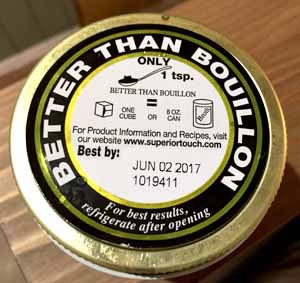 BETTER THAN BOUILLON
ONLY
1 tsp.
BETTER THAN BOUILLON
=
ONE CUBE OR 8 OZ. CAN
Broth
For Product Information and Recipes, visit
our website www.superiortouch.com
Best by:
JUN 02 2017
1019411
For best results,
refrigerate after opening